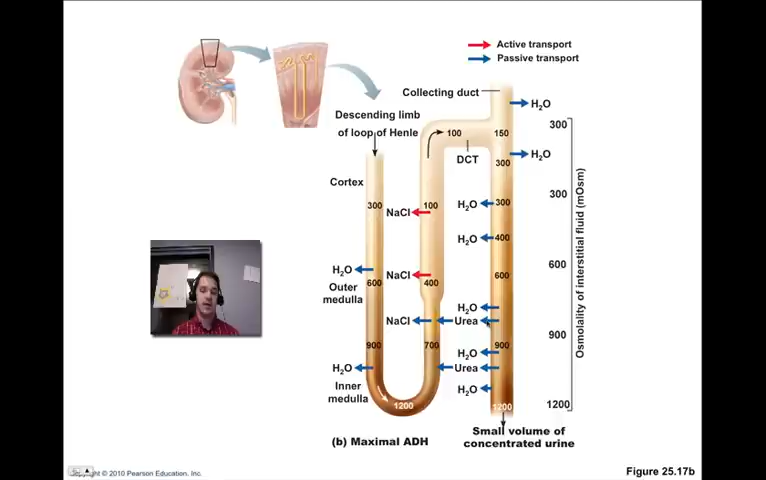 Active transport
Passive transport
Collecting duct
H2O
Descending limb
of loop of Henle
300
100
150
DCT
H2O
300
Cortex
300
NaCl
100
H2O
300
300
H2O
400
H2O
600
Outer
medulla
NaCl
400
600
600
H2O
NaCl
Urea
900
700
900
900
H2O
H2O
Urea
Inner
medulla
H2O
1200
1200
1200
Osmolality of interstitial fluid (mOsm)
(b) Maximal ADH
Small volume of
concentrated urine
© 2010 Pearson Education, Inc.
Figure 25.17b